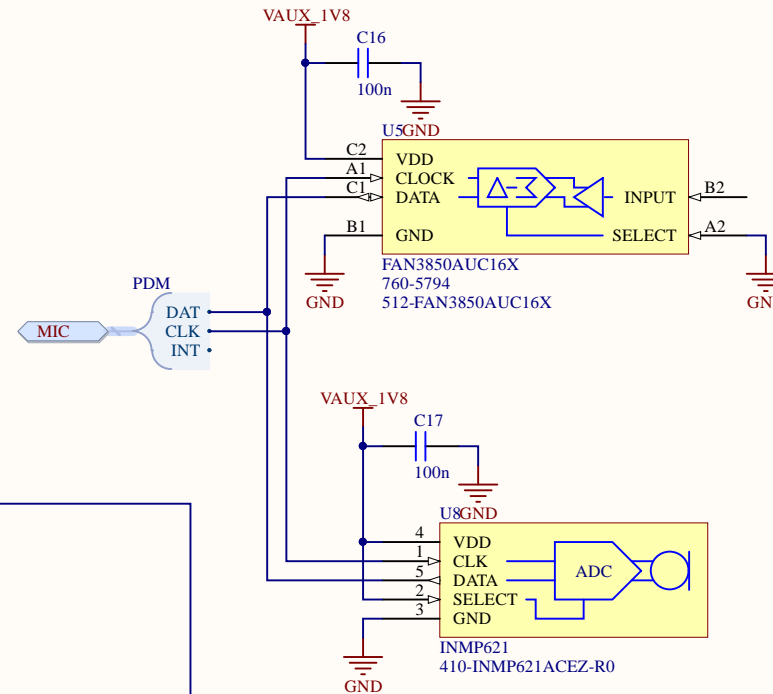 VAUX_1V8
C16
100n
GND
U5
C2 VDD
A1 CLOCK
C1 DATA
INPUT B2
B1 GND
SELECT A2
FAN3850AUC16X
760-5794
512-FAN3850AUC16X
GND
GN
PDM
MIC
DAT
CLK
INT
VAUX_1V8
C17
100n
GND
U8
4 VDD
1 CLK
5 DATA
ADC
2 SELECT
3 GND
INMP621
410-INMP621ACEZ-R0
GND